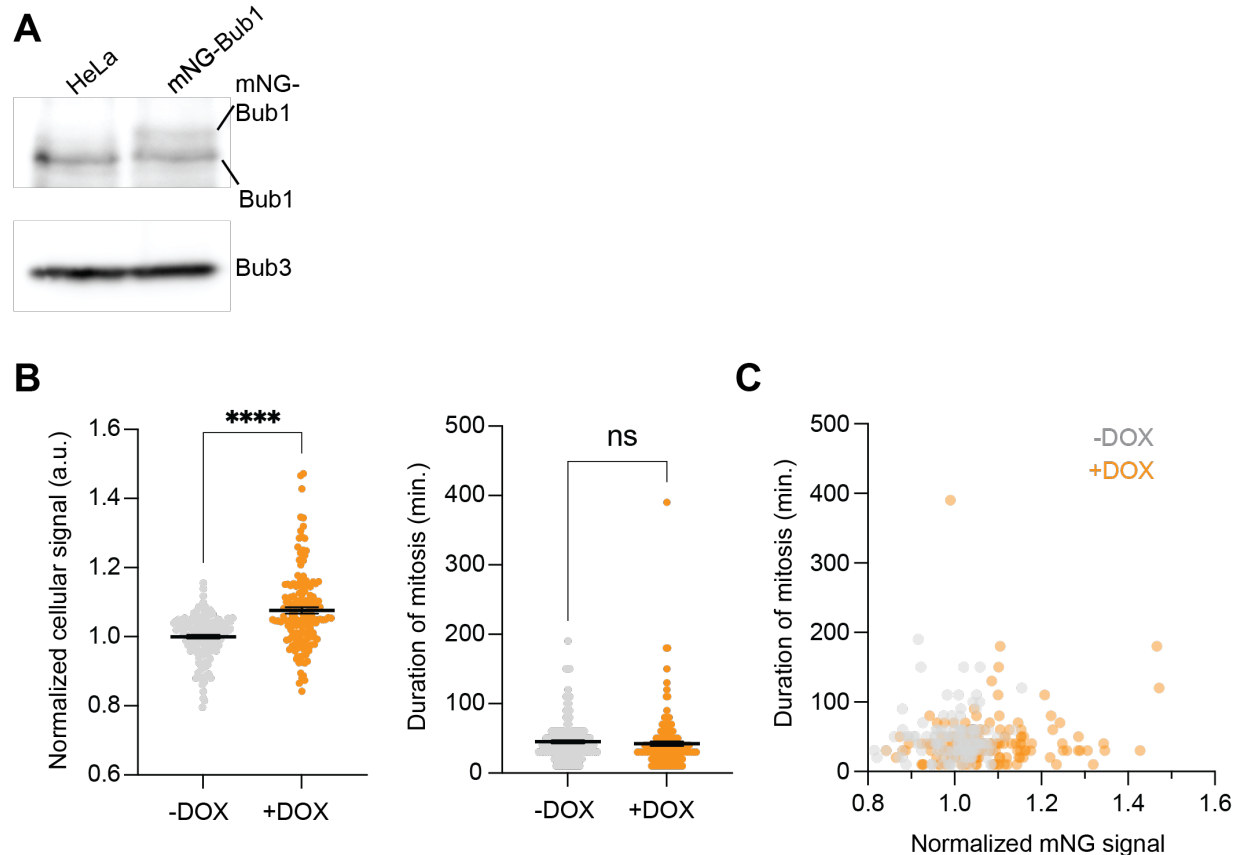 A
HeLa
mNG-Bub1
mNG-
Bub1
Bub1
Bub3
B
Normalized cellular signal (a.u.)
1.6
1.4
1.2
1.0
0.8
0.6
****
-DOX
+DOX
Duration of mitosis (min.)
500
400
300
200
100
0
ns
-DOX
+DOX
C
Duration of mitosis (min.)
500
400
300
200
100
0
-DOX
+DOX
0.8
1.0
1.2
1.4
1.6
Normalized mNG signal